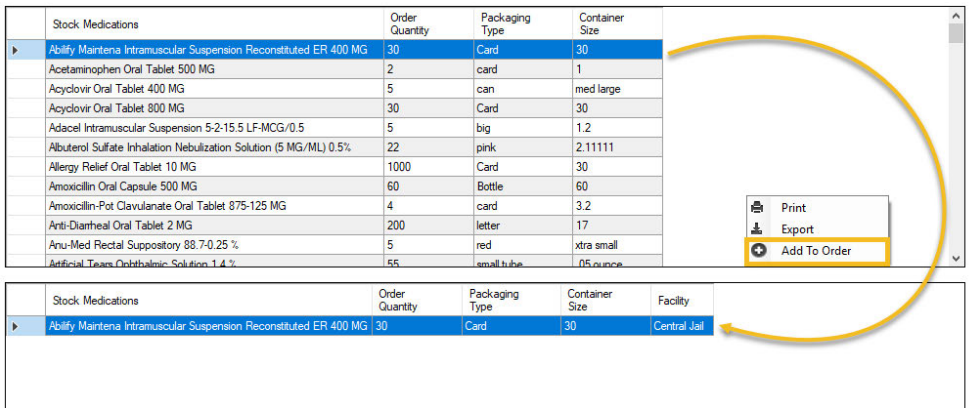 Stock Medications Order Quantity Packaging Type Container Size
Abilify Maintena Intramuscular Suspension Reconstituted ER 400 MG 30 Card 30
Acetaminophen Oral Tablet 500 MG 2 card 1
Acyclovir Oral Tablet 400 MG 5 can med large
Acyclovir Oral Tablet 800 MG 30 Card 30
Adacel Intramuscular Suspension 5-2-15.5 LF-MCG/0.5 5 big 1.2
Albuterol Sulfate Inhalation Nebulization Solution (5 MG/ML) 0.5% 22 pink 2.11111
Allergy Relief Oral Tablet 10 MG 1000 Card 30
Amoxicillin Oral Capsule 500 MG 60 Bottle 60
Amoxicillin-Pot Clavulanate Oral Tablet 875-125 MG 4 card 3.2
Anti-Diarrheal Oral Tablet 2 MG 200 letter 17
Anu-Med Rectal Suppository 88.7-0.25 % 5 red xtra small
Artificial Tears Ophthalmic Solution 1.4 % 55 small tube .05 ounce
Print
Export
Add To Order
Stock Medications Order Quantity Packaging Type Container Size Facility
Abilify Maintena Intramuscular Suspension Reconstituted ER 400 MG 30 Card 30 Central Jail